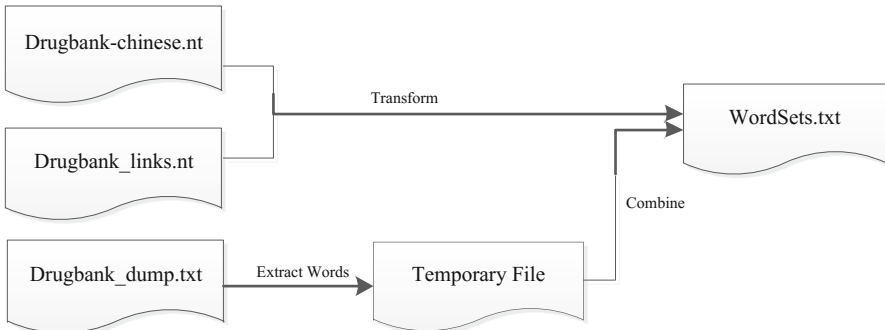 Drugbank-chinese.nt
Transform
WordSets.txt
Drugbank_links.nt
Combine
Drugbank_dump.txt
Extract Words
Temporary File